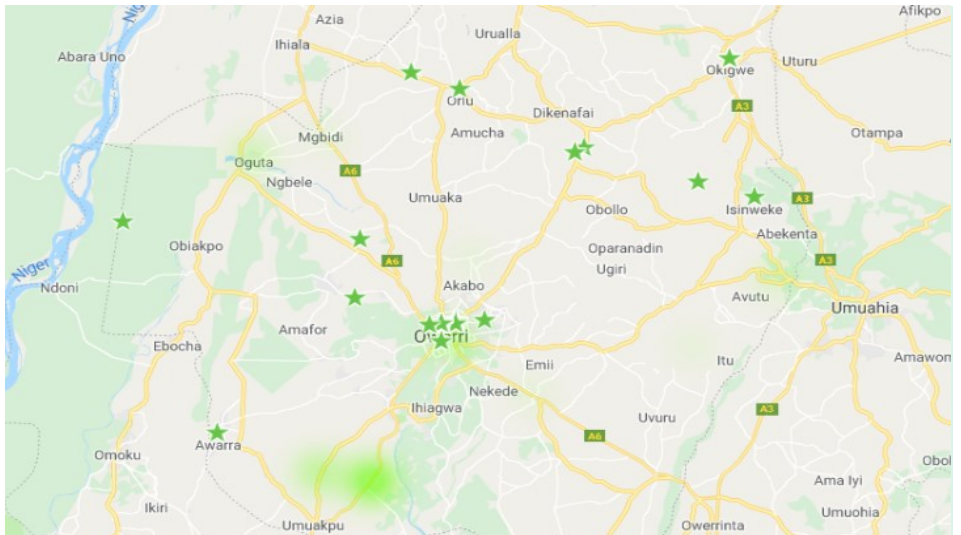 Afikpo
Azia
Nig
Urualla
Ihiala
Abara Uno
Uturu
Okigwe
Orlu
A3
Dikenafai
Amucha
Otampa
Mgbidi
Oguta
A6
Ngbele
Umuaka
A3
Obollo
Isinweke
Abekenta
Obiakpo
Oparanadin
A6
A3
Niger
Ugiri
Ndoni
Akabo
Avutu
Umuahia
Amafor
Owerri
Ebocha
Emii
Itu
Amawom
Nekede
Ihiagwa
A3
Uvuru
A6
Awarra
Omoku
Obol
Ama Iyi
Ikiri
Umuohia
Umuakpu
Owerrinta